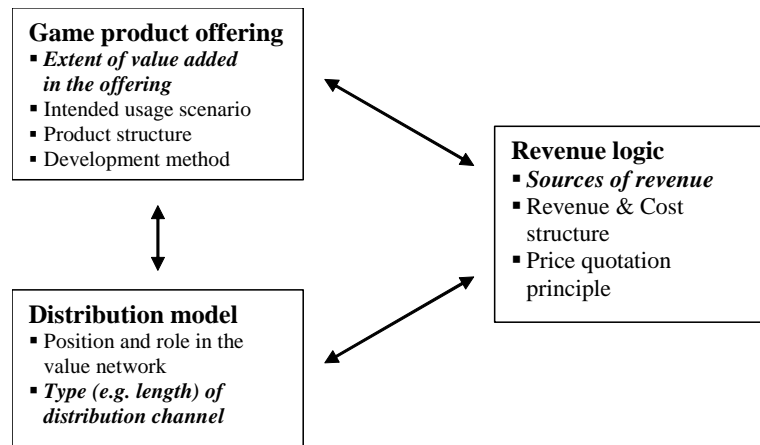 Game product offering
▪ Extent of value added
in the offering
▪ Intended usage scenario
▪ Product structure
▪ Development method
Revenue logic
▪ Sources of revenue
▪ Revenue & Cost
structure
▪ Price quotation
principle
Distribution model
▪ Position and role in the
value network
▪ Type (e.g. length) of
distribution channel